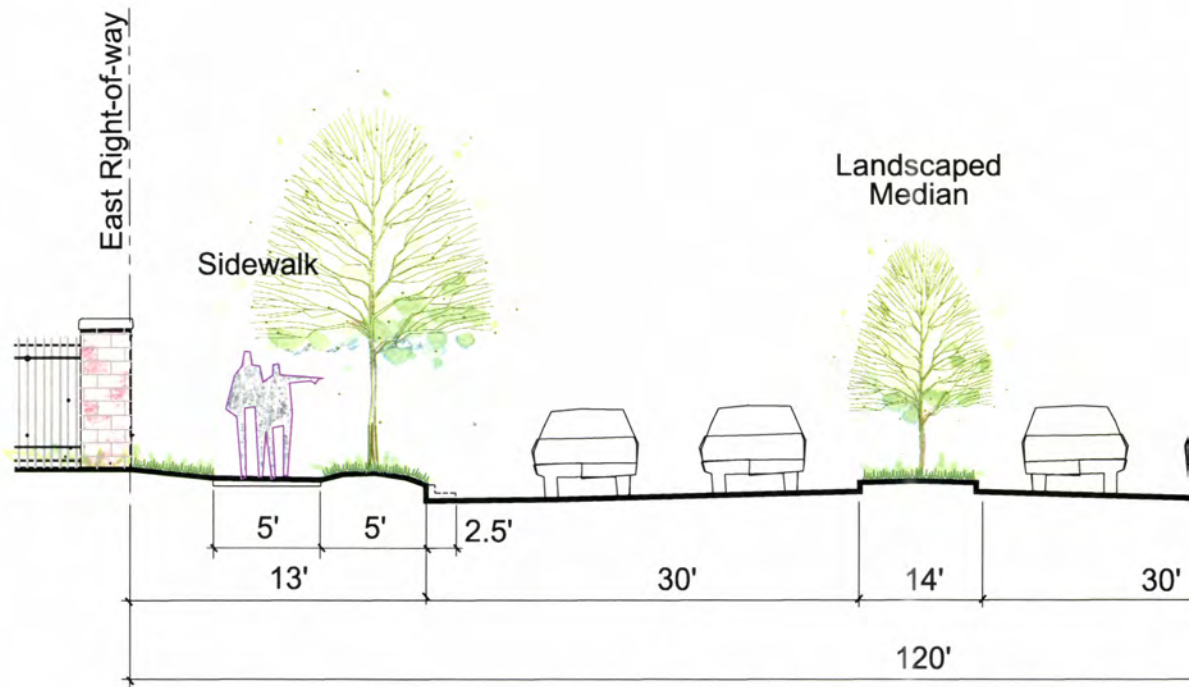 East Right-of-way
Sidewalk
Landscaped
Median
5'
5'
2.5'
13'
30'
14'
30'
120'